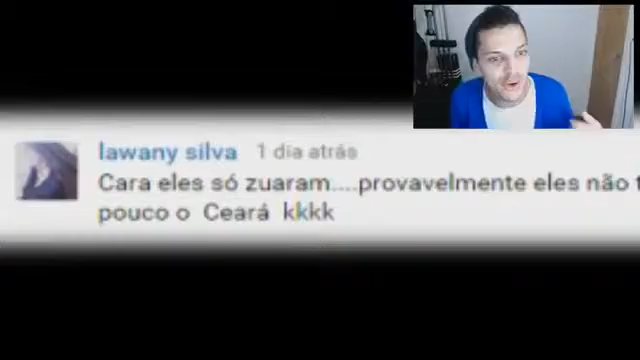 lawany silva 1 dia atrás
Cara eles só zuaram....provavelmente eles não
pouco o Ceará kkkk